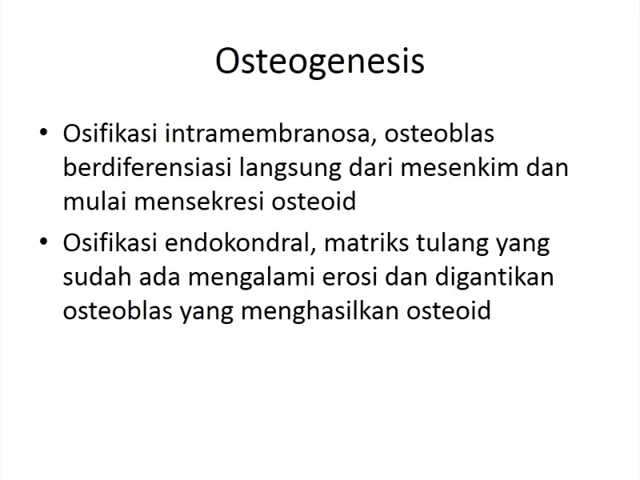 Osteogenesis
• Osifikasi intramembranosa, osteoblas
berdiferensiasi langsung dari mesenkim dan
mulai mensekresi osteoid
• Osifikasi endokondral, matriks tulang yang
sudah ada mengalami erosi dan digantikan
osteoblas yang menghasilkan osteoid